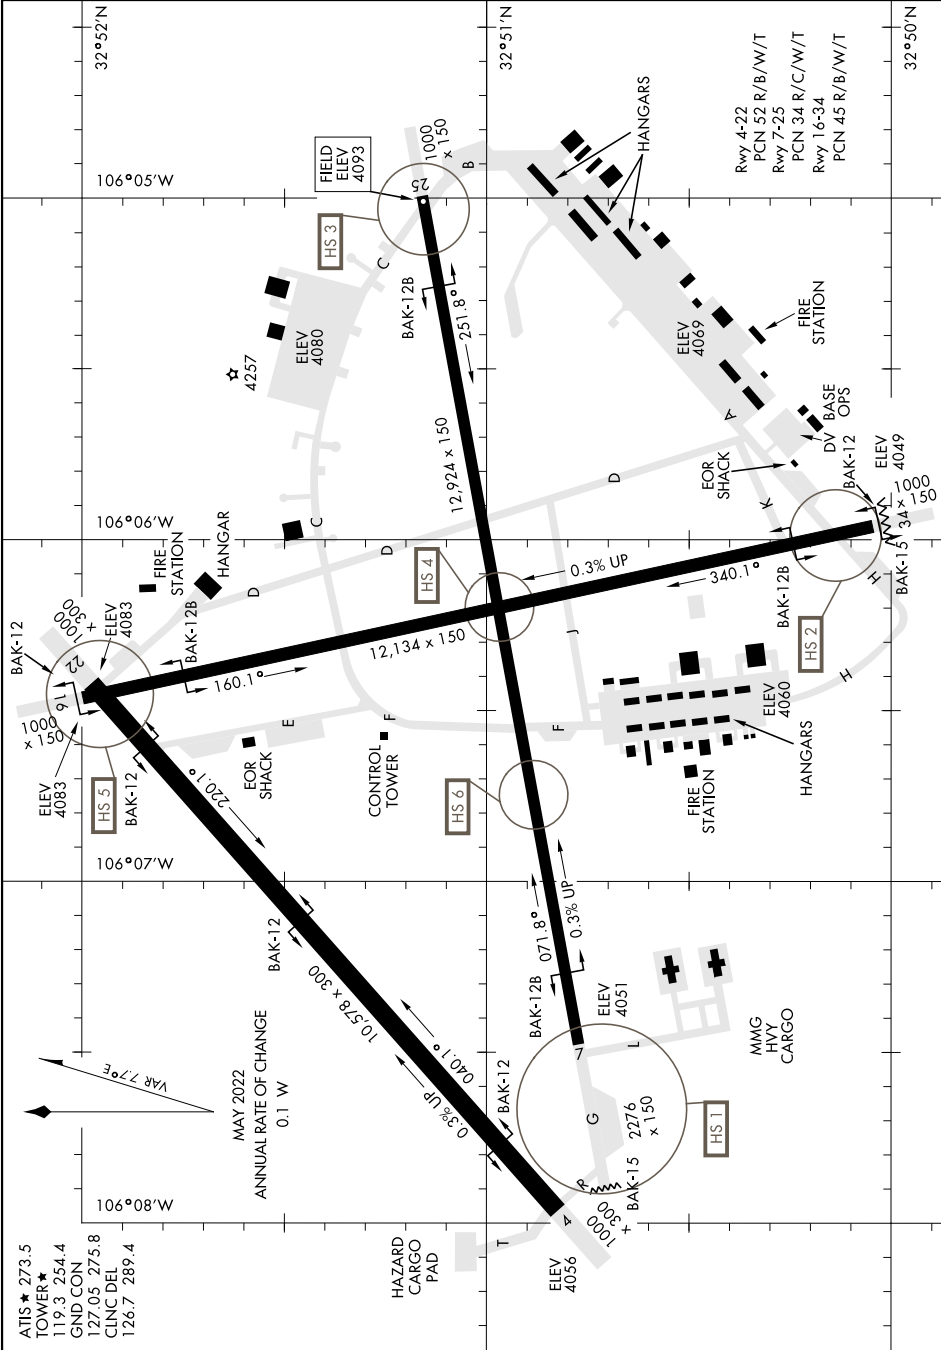 ATIS ★ 273.5
TOWER★
119.3 254.4
GND CON
127.05 275.8
CLNC DEL
126.7 289.4
106°08'W
106°07'W
106°06'W
106°05'W
32°52'N
32°51'N
32°50'N
VAR 7.7°E
MAY 2022
ANNUAL RATE OF CHANGE
0.1 W
HAZARD
CARGO
PAD
T
ELEV
4056
4
1000
x 300
R
BAK-15
2276
x 150
G
HS 1
L
MMG
HVY
CARGO
7
ELEV
4051
BAK-12B
071.8°
0.3% UP
BAK-12
0.3% UP
040.1°
10,578 x 300
BAK-12
220.1°
BAK-12
HS 5
ELEV
4083
1000
x 150
16
BAK-12
22
1000
x 300
ELEV
4083
BAK-12B
160.1°
12,134 x 150
EOR
SHACK
E
CONTROL
TOWER
F
F
HS 6
HS 4
FIRE
STATION
HANGAR
D
D
D
C
C
12,924 x 150
0.3% UP
340.1°
J
FIRE
STATION
HANGARS
ELEV
4060
H
H
HS 2
BAK-12B
BAK-15
34
1000
x 150
ELEV
4049
BAK-12
K
EOR
SHACK
DV
BASE
OPS
A
FIRE
STATION
ELEV
4069
HANGARS
4257
ELEV
4080
HS 3
FIELD
ELEV
4093
BAK-12B
251.8°
25
1000
x 150
B
Rwy 4-22
PCN 52 R/B/W/T
Rwy 7-25
PCN 34 R/C/W/T
Rwy 16-34
PCN 45 R/B/W/T